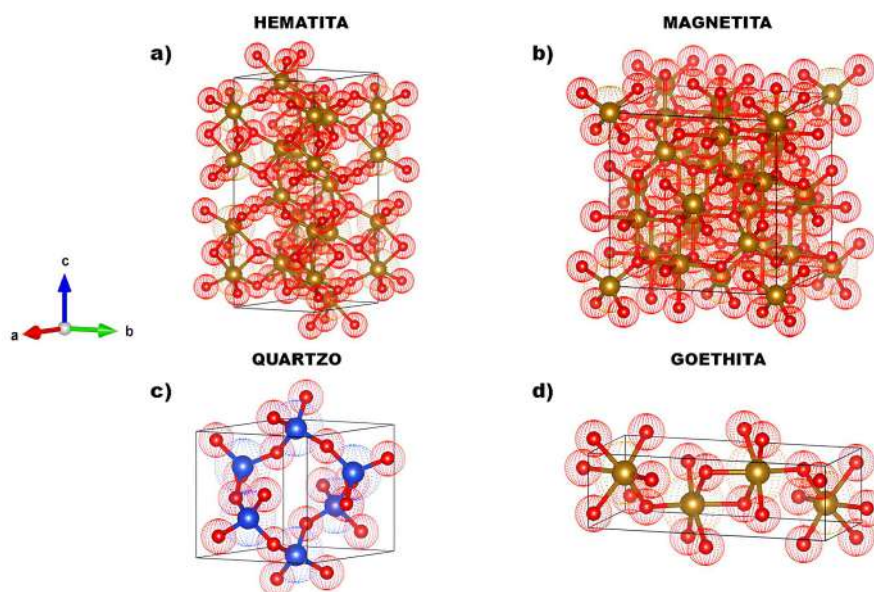 HEMATITA
MAGNETITA
a)
b)
c
a
b
QUARTZO
GOETHITA
c)
d)